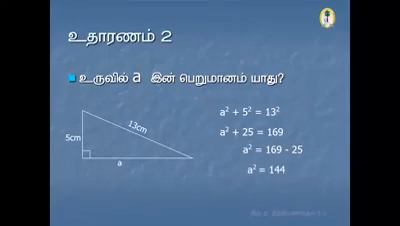 உதாரணம் 2
உருவில் a இன் பெறுமானம் யாது?
5cm
13cm
a
a² + 5² = 13²
a² + 25 = 169
a² = 169 - 25
a² = 144